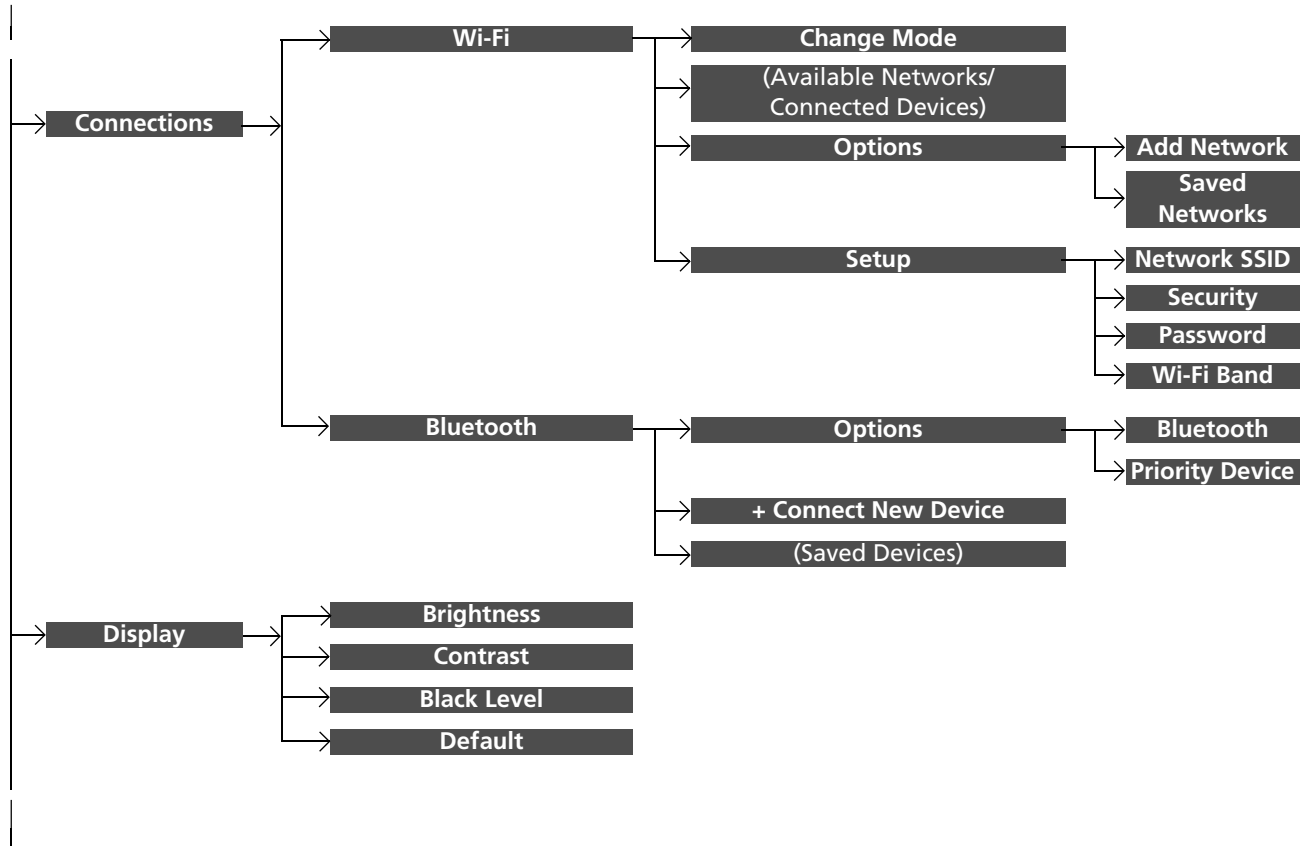 Connections
Wi-Fi
Change Mode
(Available Networks/
Connected Devices)
Options
Add Network
Saved
Networks
Setup
Network SSID
Security
Password
Wi-Fi Band
Bluetooth
Options
Bluetooth
Priority Device
+ Connect New Device
(Saved Devices)
Display
Brightness
Contrast
Black Level
Default